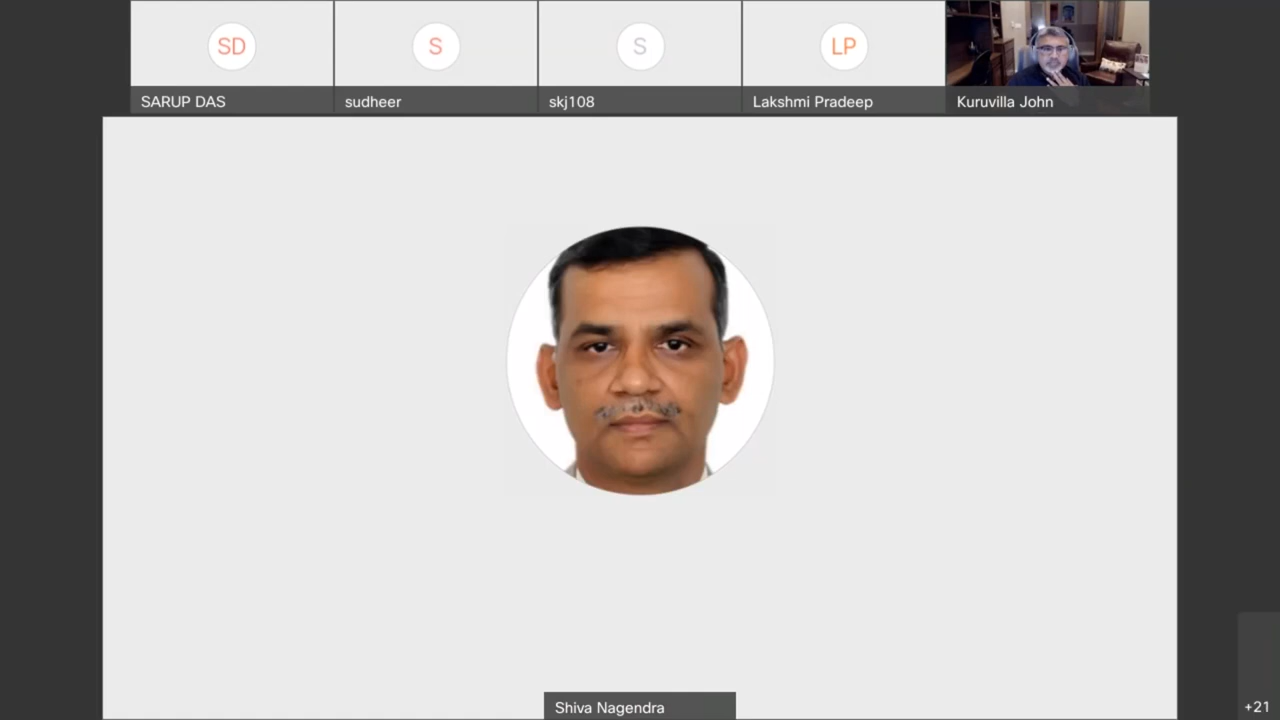 SD
SARUP DAS
S
sudheer
S
skj108
LP
Lakshmi Pradeep
Kuruvilla John
Shiva Nagendra
+21